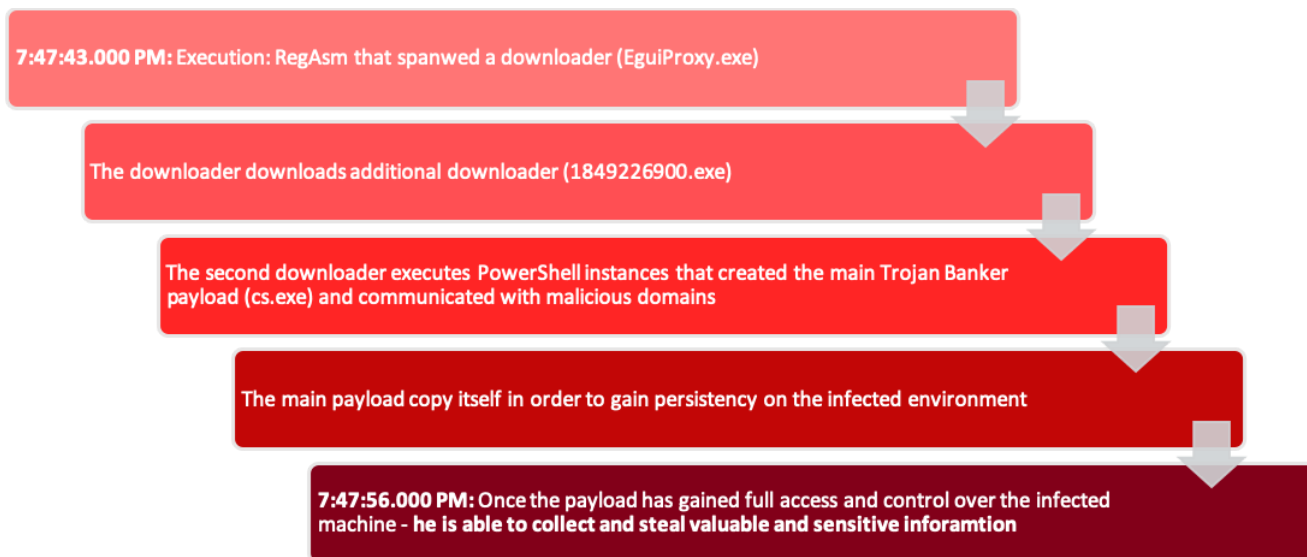 7:47:43.000 PM: Execution: RegAsm that spanwed a downloader (EguiProxy.exe)
The downloader downloads additional downloader (1849226900.exe)
The second downloader executes PowerShell instances that created the main Trojan Banker
payload (cs.exe) and communicated with malicious domains
The main payload copy itself in order to gain persistency on the infected environment
7:47:56.000 PM: Once the payload has gained full access and control over the infected
machine - he is able to collect and steal valuable and sensitive inforamtion